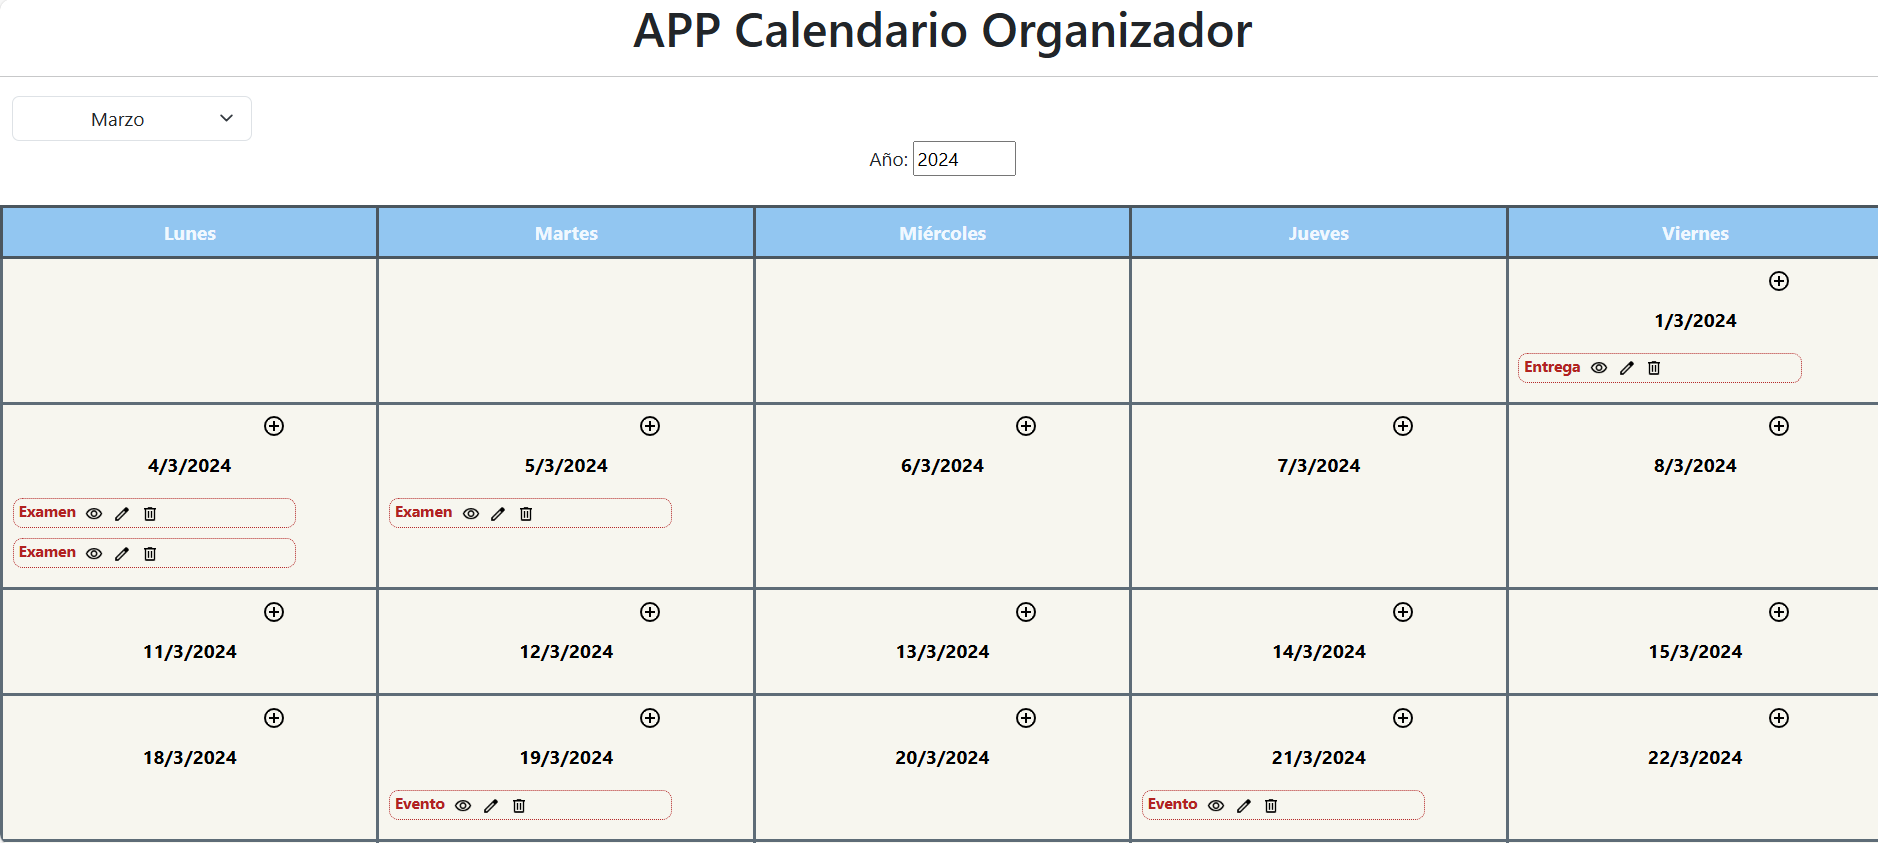 APP Calendario Organizador
Marzo
Año: 2024
Lunes Martes Miércoles Jueves Viernes
1/3/2024
Entrega
4/3/2024 5/3/2024 6/3/2024 7/3/2024 8/3/2024
Examen Examen
Examen
11/3/2024 12/3/2024 13/3/2024 14/3/2024 15/3/2024
18/3/2024 19/3/2024 20/3/2024 21/3/2024 22/3/2024
Evento Evento